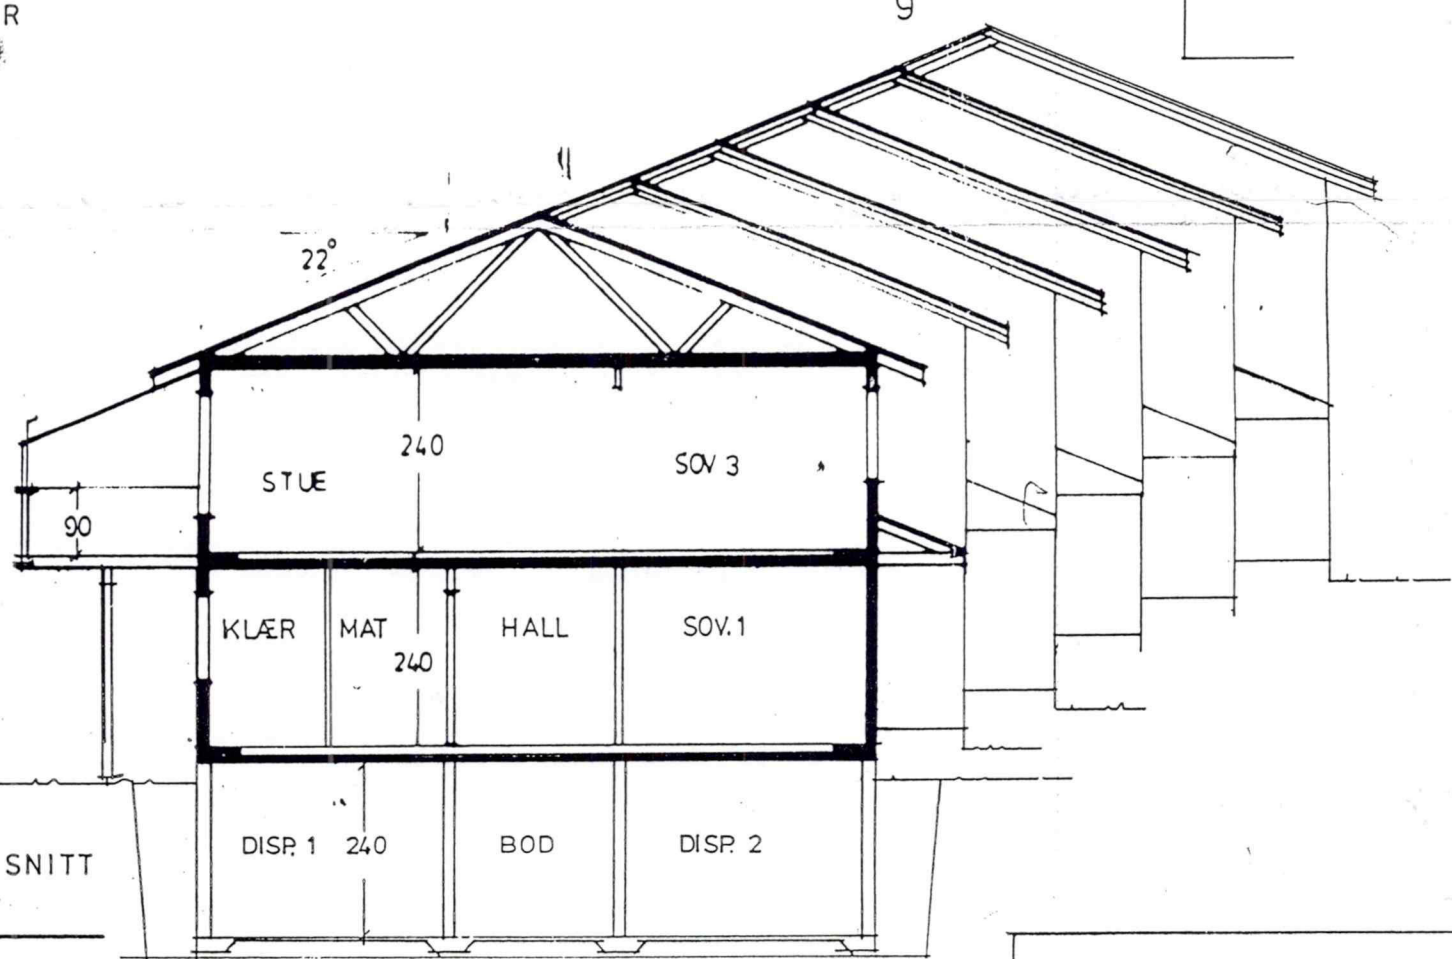 R
9
22°
240
STUE
SOV 3
90
KLÆR
MAT
HALL
SOV. 1
240
DISP. 1
240
BOD
DISP. 2
SNITT